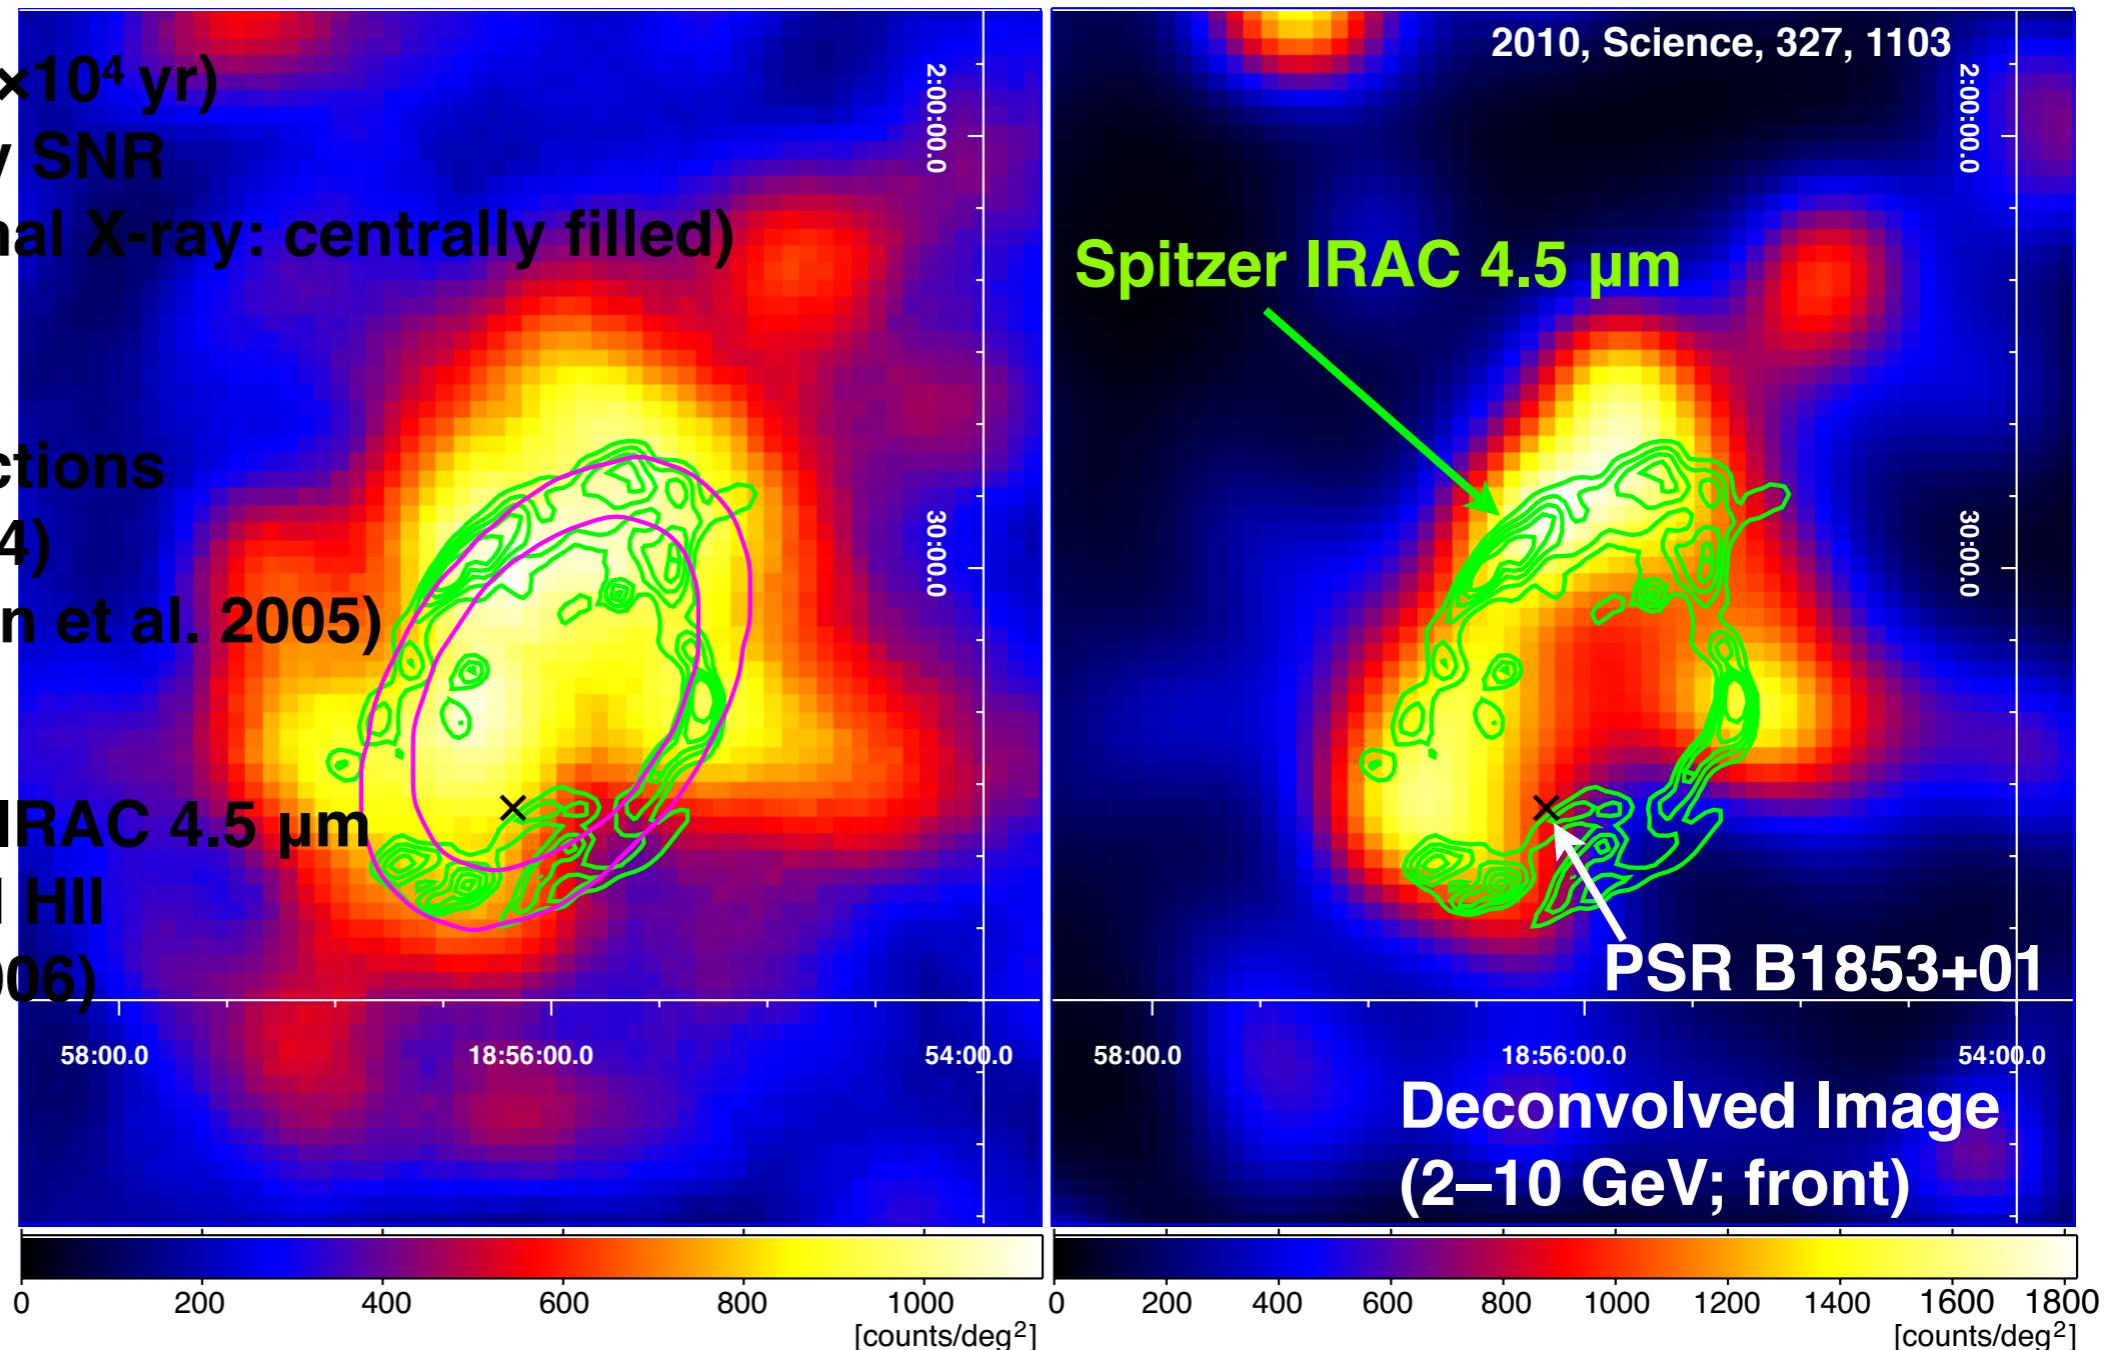 ×10⁴ yr)
SNR
X-ray: centrally filled)
4)
et al. 2005)
IRAC 4.5 µm
HII
06)
2:00:00.0
30:00.0
58:00.0 18:56:00.0 54:00.0
0 200 400 600 800 1000
[counts/deg²]
2010, Science, 327, 1103
2:00:00.0
Spitzer IRAC 4.5 µm
30:00.0
PSR B1853+01
58:00.0 18:56:00.0 54:00.0
Deconvolved Image
(2–10 GeV; front)
0 200 400 600 800 1000 1200 1400 1600 1800
[counts/deg²]